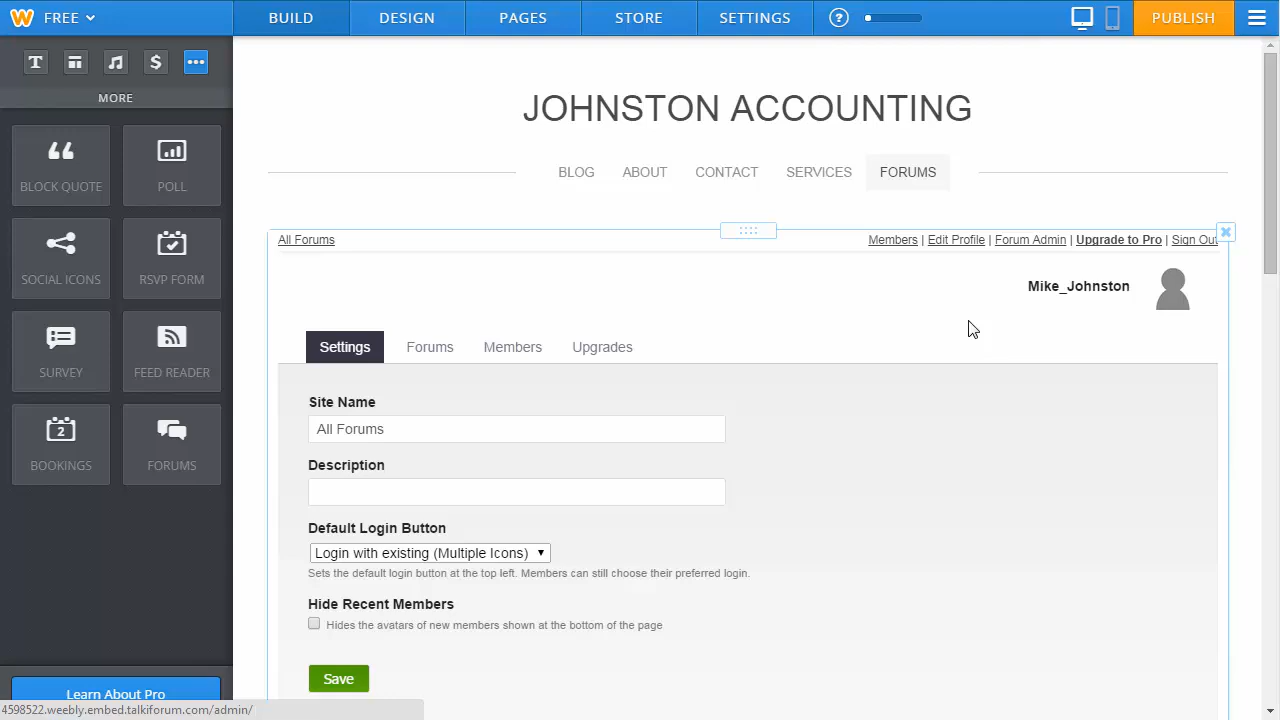 FREE BUILD DESIGN PAGES STORE SETTINGS ? PUBLISH
T $
MORE
BLOCK QUOTE
POLL
SOCIAL ICONS
RSVP FORM
SURVEY
FEED READER
2
BOOKINGS
FORUMS
Learn About Pro
JOHNSTON ACCOUNTING
BLOG ABOUT CONTACT SERVICES FORUMS
All Forums Members | Edit Profile | Forum Admin | Upgrade to Pro | Sign Out
Mike_Johnston
Settings Forums Members Upgrades
Site Name
All Forums
Description
Default Login Button
Login with existing (Multiple Icons)
Sets the default login button at the top left. Members can still choose their preferred login.
Hide Recent Members
Hides the avatars of new members shown at the bottom of the page
Save
4598522.weebly.embed.talkiforum.com/admin/